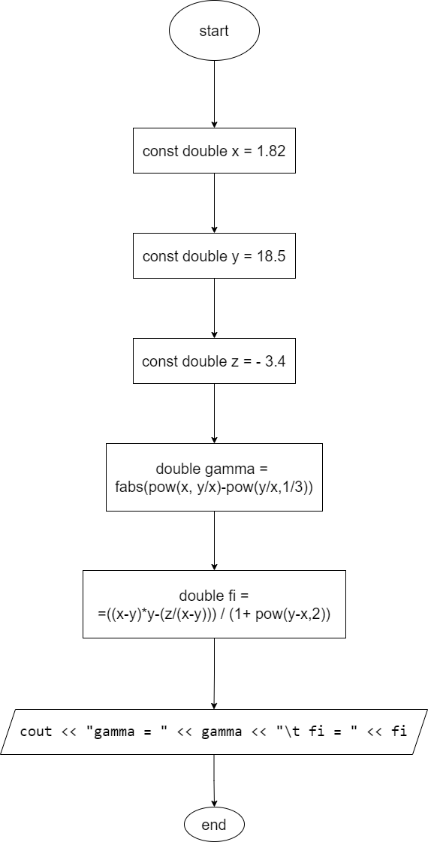 start
const double x = 1.82
const double y = 18.5
const double z = - 3.4
double gamma =
fabs(pow(x, y/x)-pow(y/x,1/3))
double fi =
=((x-y)*y-(z/(x-y))) / (1+ pow(y-x,2))
cout << "gamma = " << gamma << "\t fi = " << fi
end